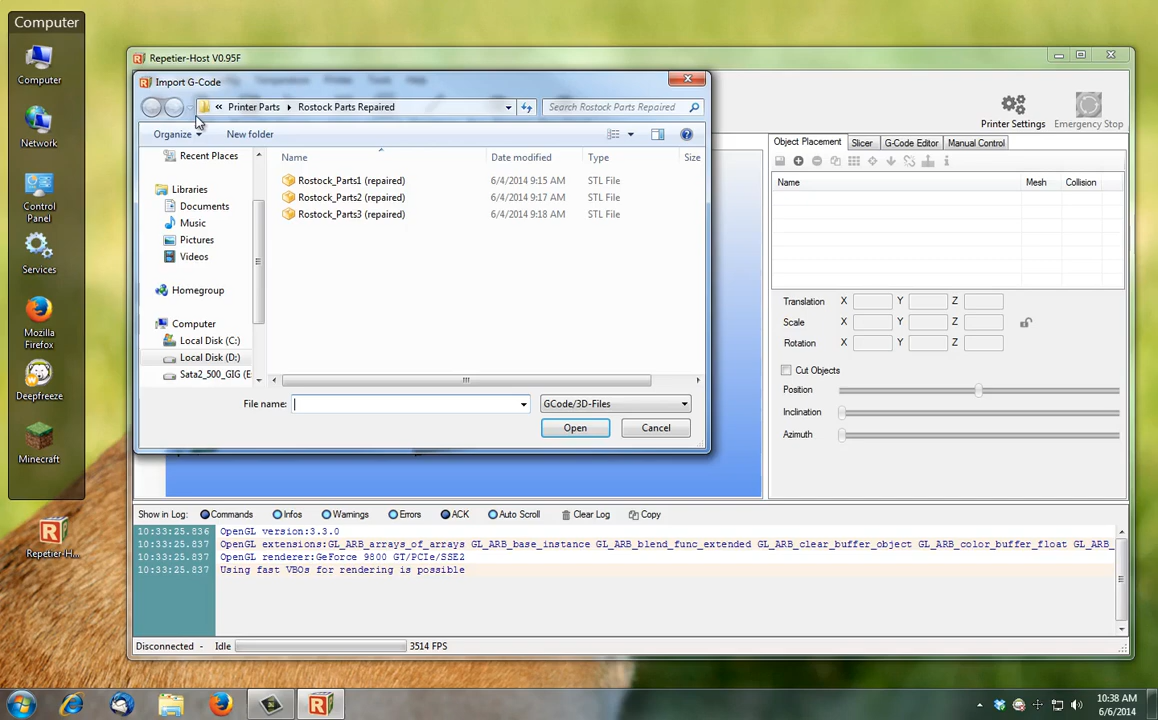 Computer
Computer
Network
Control
Panel
Services
Mozilla
Firefox
Deepfreeze
Minecraft
Repetier-H...
Repetier-Host V0.95F
Import G-Code
« Printer Parts Rostock Parts Repaired
Search Rostock Parts Repaired
Organize
New folder
Recent Places
Libraries
Documents
Music
Pictures
Videos
Homegroup
Computer
Local Disk (C:)
Local Disk (D:)
Sata2_500_GIG (E
Name Date modified Type Size
Rostock_Parts1 (repaired) 6/4/2014 9:15 AM STL File
Rostock_Parts2 (repaired) 6/4/2014 9:17 AM STL File
Rostock_Parts3 (repaired) 6/4/2014 9:18 AM STL File
File name:
GCode/3D-Files
Open
Cancel
Printer Settings
Emergency Stop
Object Placement Slicer G-Code Editor Manual Control
Name Mesh Collision
Translation X Y Z
Scale X Y Z
Rotation X Y Z
Cut Objects
Position
Inclination
Azimuth
Show in Log: Commands Infos Warnings Errors ACK Auto Scroll Clear Log Copy
10:33:25.836 OpenGL version:3.3.0
10:33:25.837 OpenGL extensions:GL_ARB_arrays_of_arrays GL_ARB_base_instance GL_ARB_blend_func_extended GL_ARB_clear_buffer_object GL_ARB_color_buffer_float GL_ARB_
10:33:25.837 OpenGL renderer:GeForce 9800 GT/PCIe/SSE2
10:33:25.837 Using fast VBOs for rendering is possible
Disconnected - Idle 3514 FPS
10:38 AM
6/6/2014